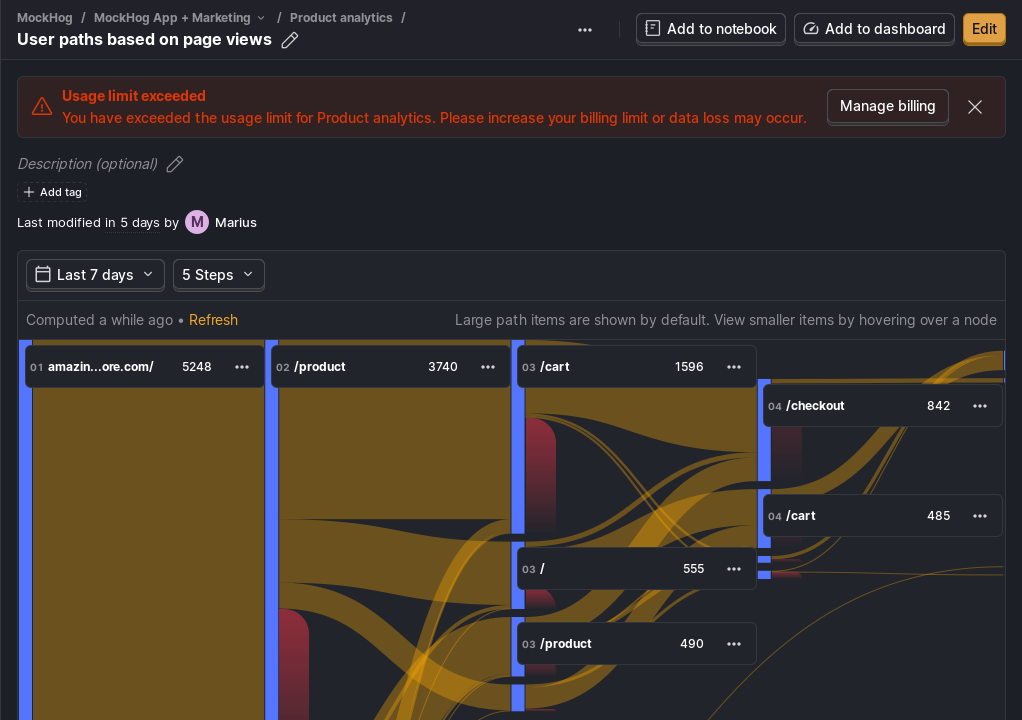 MockHog / MockHog App + Marketing / Product analytics /
User paths based on page views
Add to notebook
Add to dashboard
Edit
Usage limit exceeded
You have exceeded the usage limit for Product analytics. Please increase your billing limit or data loss may occur.
Manage billing
Description (optional)
Add tag
Last modified in 5 days by M Marius
Last 7 days
5 Steps
Computed a while ago • Refresh
Large path items are shown by default. View smaller items by hovering over a node
01 amazin...ore.com/ 5248
02 /product 3740
03 /cart 1596
04 /checkout 842
04 /cart 485
03 / 555
03 /product 490